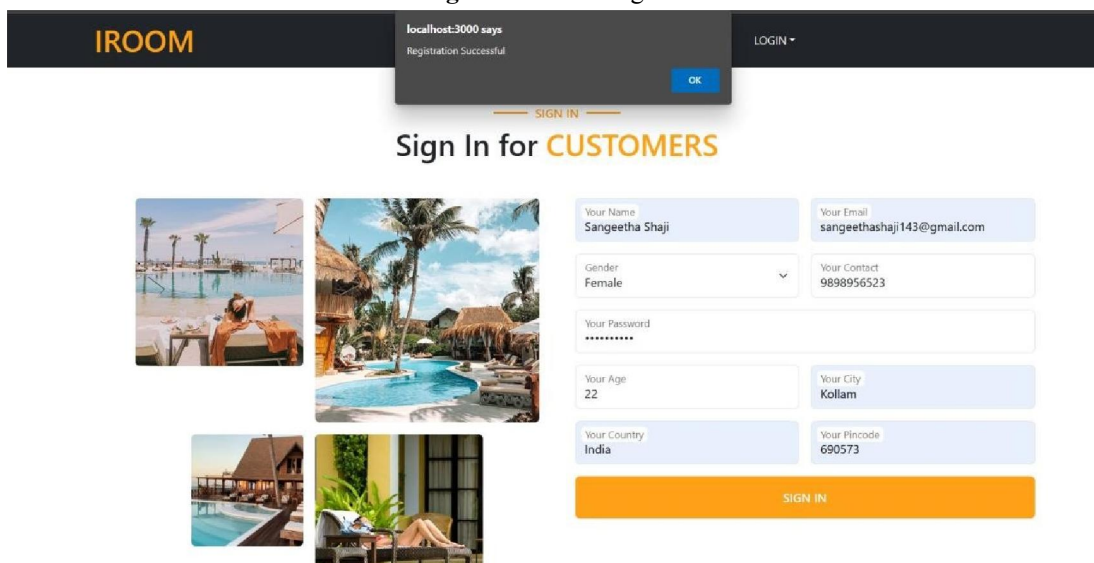 IROOM
localhost:3000 says
Registration Successful
OK
LOGIN
SIGN IN
Sign In for CUSTOMERS
Your Name
Sangeetha Shaji
Your Email
sangeethashaji143@gmail.com
Gender
Female
Your Contact
9898956523
Your Password
••••••••••
Your Age
22
Your City
Kollam
Your Country
India
Your Pincode
690573
SIGN IN